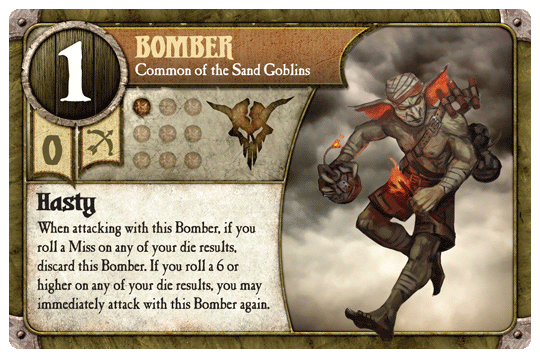 1
BOMBER
Common of the Sand Goblins
0
Hasty
When attacking with this Bomber, if you
roll a Miss on any of your die results,
discard this Bomber. If you roll a 6 or
higher on any of your die results, you may
immediately attack with this Bomber again.